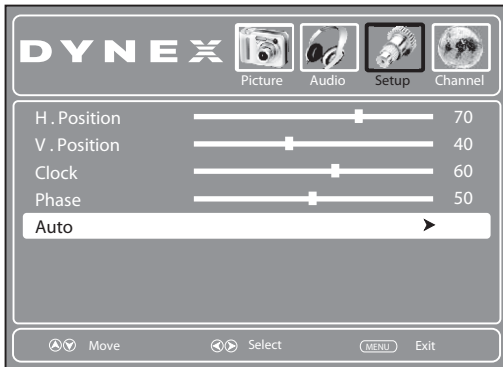 DYNEX
Picture Audio Setup Channel
H . Position 70
V . Position 40
Clock 60
Phase 50
Auto
Move Select MENU Exit